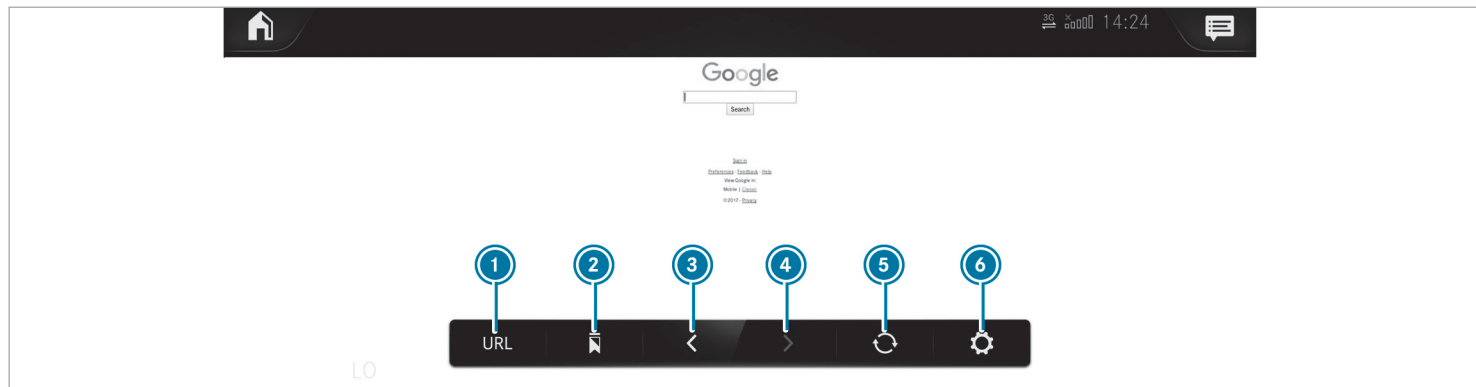 3G 14:24
Google
Search
Sign in
Preferences - Feedback - Help
View Google in:
Mobile | Classic
©2017 - Privacy
1 2 3 4 5 6
URL
LO